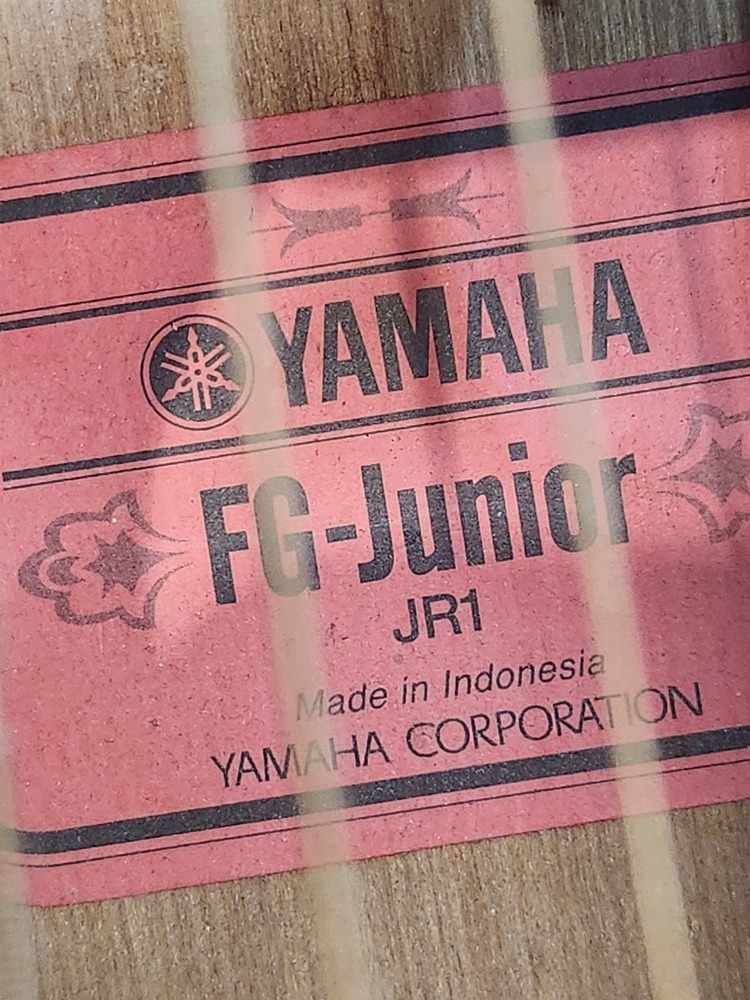 YAMAHA
FG-Junior
JR1
Made in Indonesia
YAMAHA CORPORATION